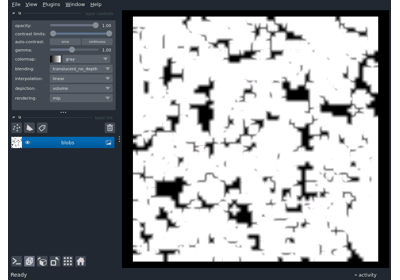 File View Plugins Window Help
opacity: 1.00
contrast limits:
auto-contrast: once continuous
gamma: 1.00
colormap: gray
blending: translucent_no_depth
interpolation: linear
depiction: volume
rendering: mip
blobs
Ready
activity